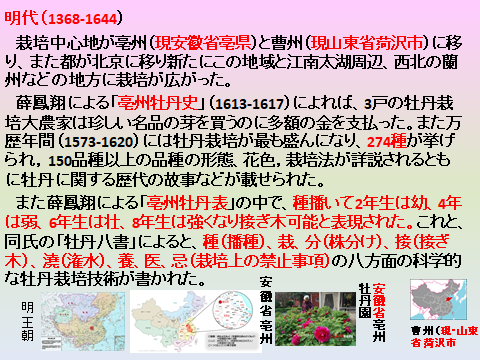 明代（1368-1644）
栽培中心地が亳州（現安徽省亳県）と曹州（現山東省菏沢市）に移
り、また都が北京に移り新たにこの地域と江南太湖周辺、西北の蘭
州などの地方に栽培が広がった。
薛鳳翔による「亳州牡丹史」（1613-1617）によれば、3戸の牡丹栽
培大農家は珍しい名品の芽を買うのに多額の金を支払った。また万
歴年間（1573-1620）には牡丹栽培が最も盛んになり、274種が挙げ
られ，150品種以上の品種の形態，花色，栽培法が詳説されるとも
に牡丹に関する歴代の故事などが載せられた。
また薛鳳翔による「亳州牡丹表」の中で、種播いて2年生は幼、4年
は弱、6年生は壮、8年生は強くなり接ぎ木可能と表現された。これと、
同氏の「牡丹八書」によると、種（播種）、栽、分（株分け）、接（接ぎ
木）、澆（潅水）、養、医、忌（栽培上の禁止事項）の八方面の科学的
な牡丹栽培技術が書かれた。
明王朝
安徽省亳州
安徽省亳州
牡丹園
曹州（現・山東
省菏沢市